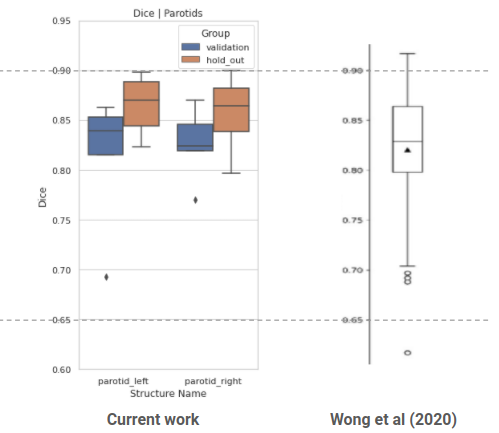 Dice | Parotids
Group
validation
hold_out
0.95
0.90
0.85
0.80
0.75
0.70
0.65
0.60
Dice
parotid_left parotid_right
Structure Name
Current work
0.90
0.85
0.80
0.75
0.70
0.65
Wong et al (2020)